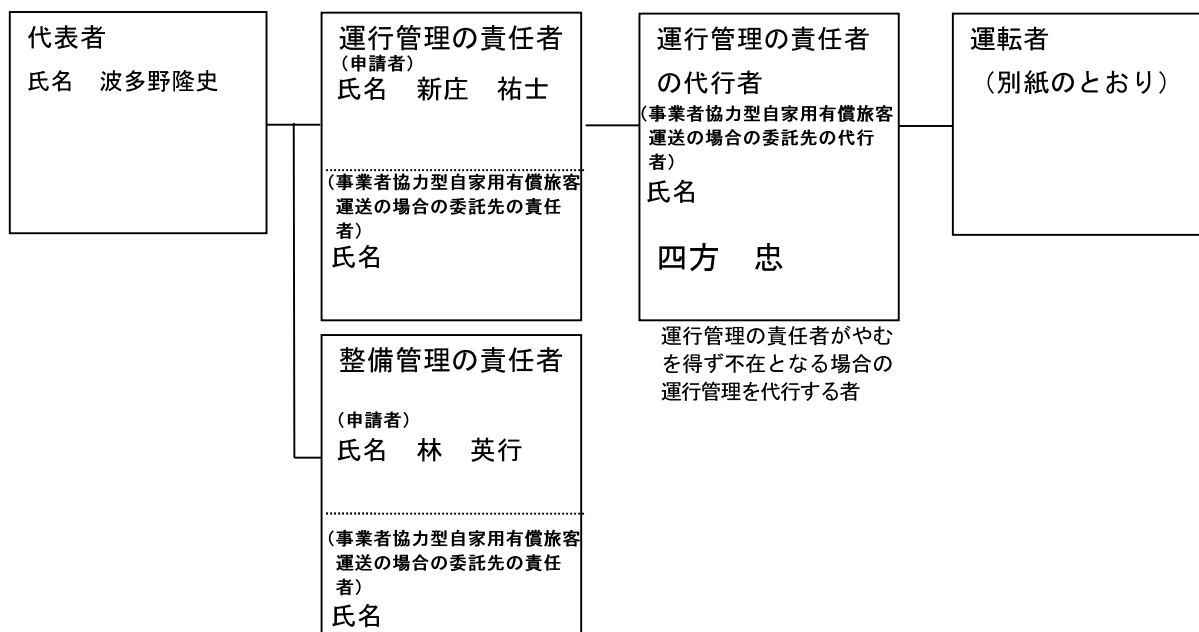 代表者
氏名　波多野隆史
運行管理の責任者
(申請者)
氏名　新庄　祐士
(事業者協力型自家用有償旅客
運送の場合の委託先の責任
者)
氏名
運行管理の責任者
の代行者
(事業者協力型自家用有償旅客
運送の場合の委託先の代行
者)
氏名
四方　忠
運行管理の責任者がやむ
を得ず不在となる場合の
運行管理を代行する者
運転者
（別紙のとおり）
整備管理の責任者
(申請者)
氏名　林　英行
(事業者協力型自家用有償旅客
運送の場合の委託先の責任
者)
氏名